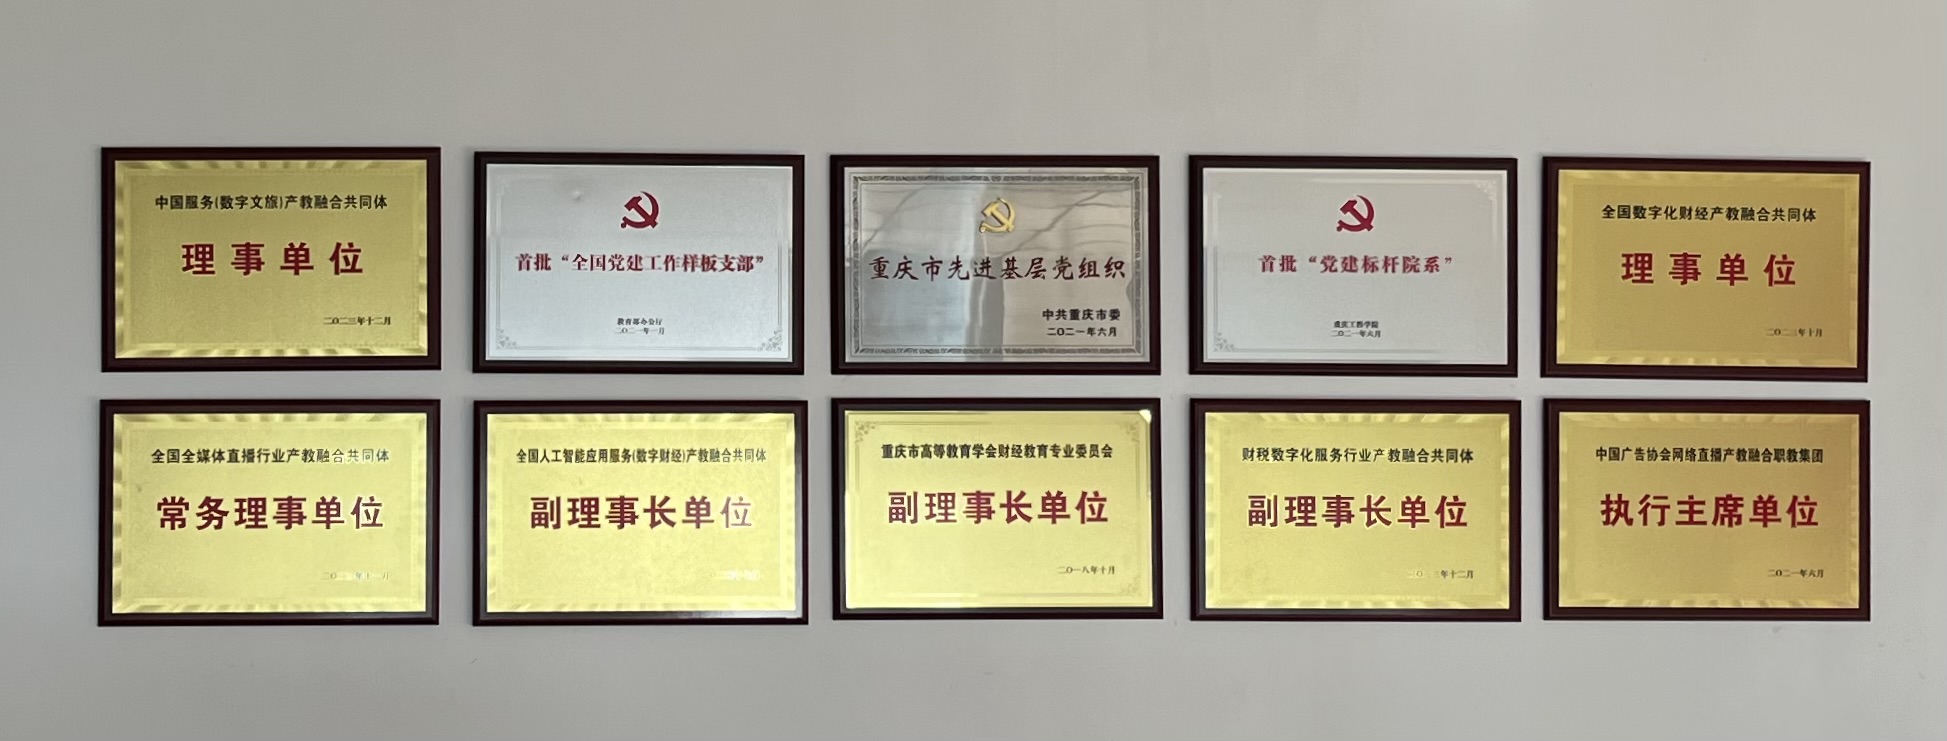 中国服务(数字文旅)产教融合共同体
理事单位
二〇二三年十二月
首批“全国党建工作样板支部”
教育部办公厅
二〇二一年一月
重庆市先进基层党组织
中共重庆市委
二〇二一年六月
首批“党建标杆院系”
重庆工商学院
二〇二一年六月
全国数字化财经产教融合共同体
理事单位
二〇二三年十月
全国全媒体直播行业产教融合共同体
常务理事单位
全国人工智能应用服务(数字财经)产教融合共同体
副理事长单位
重庆市高等教育学会财经教育专业委员会
副理事长单位
二〇一八年十月
财税数字化服务行业产教融合共同体
副理事长单位
中国广告协会网络直播产教融合职教集团
执行主席单位
二〇二一年六月